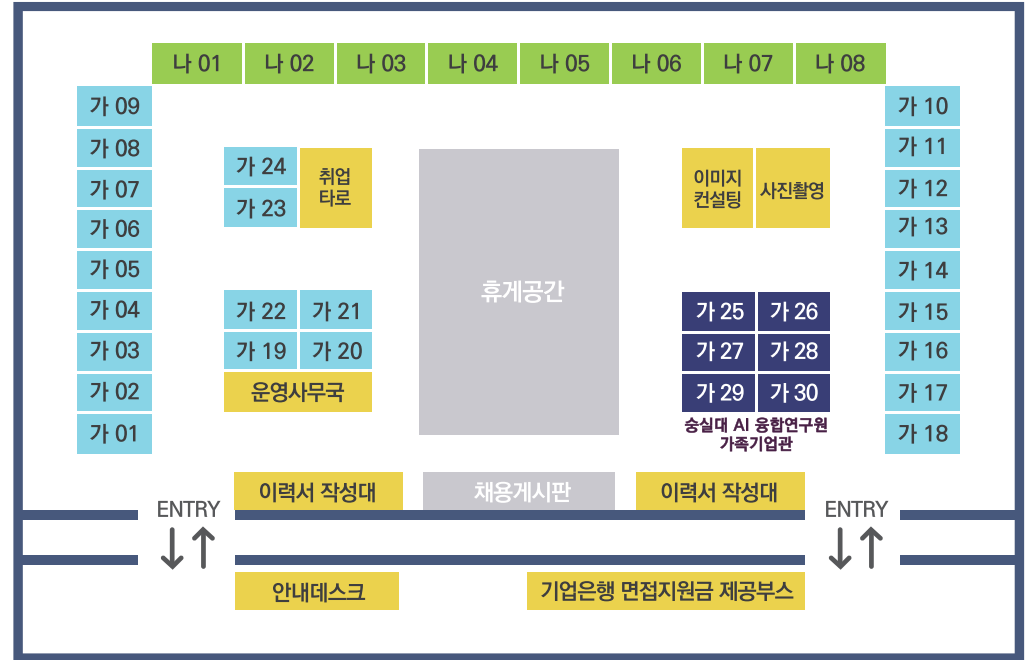 나 01
나 02
나 03
나 04
나 05
나 06
나 07
나 08
가 09
가 08
가 07
가 06
가 05
가 04
가 03
가 02
가 01
가 24
가 23
취업
타로
가 22
가 21
가 19
가 20
운영사무국
휴게공간
이미지
컨설팅
사진촬영
가 25
가 26
가 27
가 28
가 29
가 30
숭실대 AI 융합연구원
가족기업관
가 10
가 11
가 12
가 13
가 14
가 15
가 16
가 17
가 18
이력서 작성대
채용게시판
이력서 작성대
ENTRY
ENTRY
안내데스크
기업은행 면접지원금 제공부스